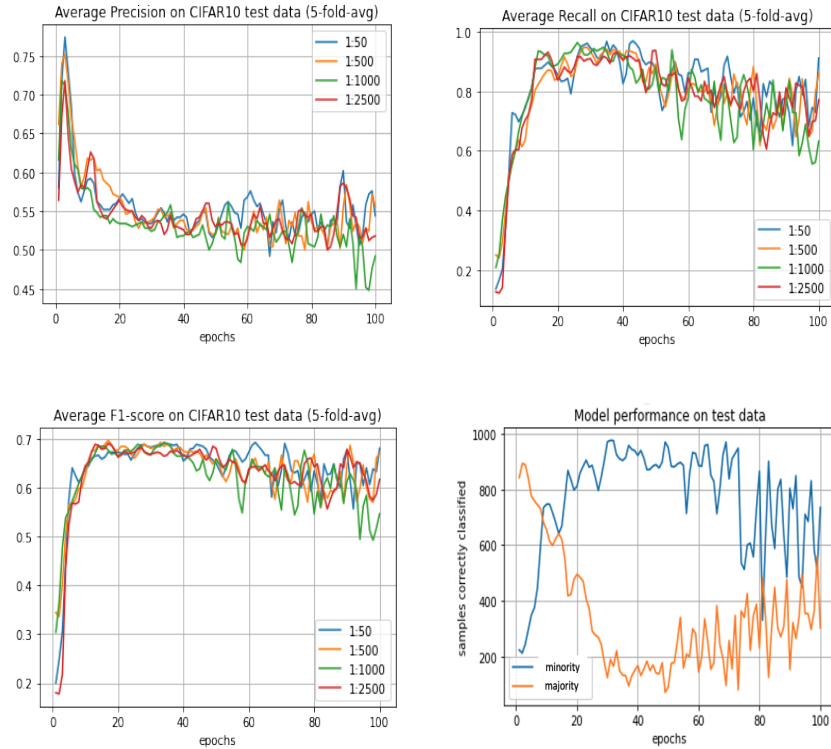 Average Precision on CIFAR10 test data (5-fold-avg)
0.75
0.70
0.65
0.60
0.55
0.50
0.45
0 20 40 60 80 100
epochs
1:50
1:500
1:1000
1:2500
Average Recall on CIFAR10 test data (5-fold-avg)
1.0
0.8
0.6
0.4
0.2
0 20 40 60 80 100
epochs
1:50
1:500
1:1000
1:2500
Average F1-score on CIFAR10 test data (5-fold-avg)
0.7
0.6
0.5
0.4
0.3
0.2
0 20 40 60 80 100
epochs
1:50
1:500
1:1000
1:2500
Model performance on test data
samples correctly classified
1000
800
600
400
200
0 20 40 60 80 100
epochs
minority
majority